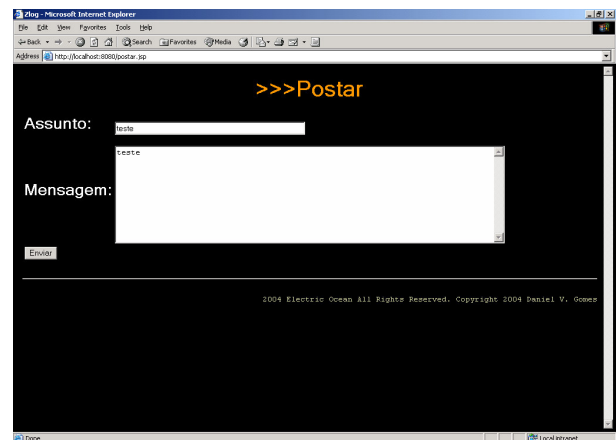 Zlog - Microsoft Internet Explorer
File Edit View Favorites Tools Help
Back Search Favorites Media
Address http://localhost:8080/postar.jsp
>>>Postar
Assunto: teste
teste
Mensagem:
Enviar
2004 Electric Ocean All Rights Reserved. Copyright 2004 Daniel V. Gomes
Done Local intranet